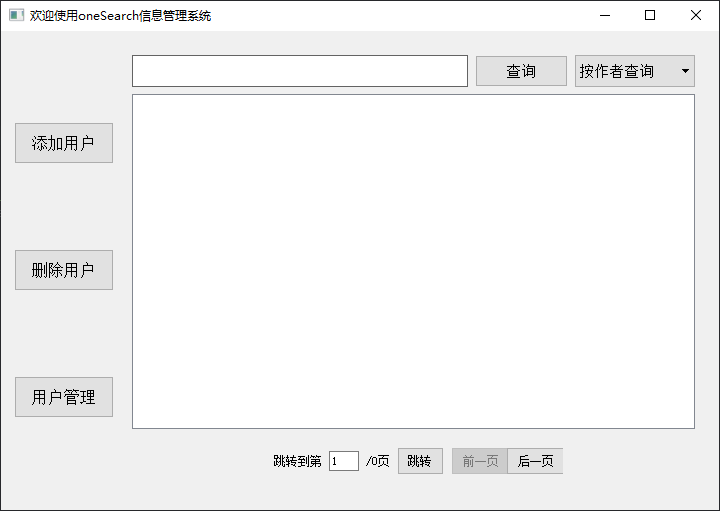 欢迎使用oneSearch信息管理系统
查询
按作者查询
添加用户
删除用户
用户管理
跳转到第 1 /0页 跳转 前一页 后一页